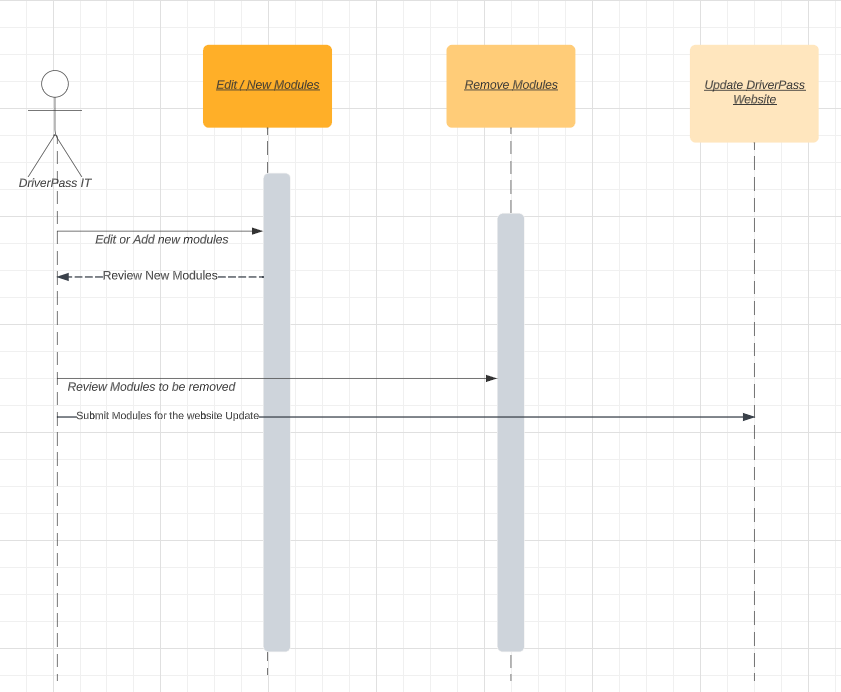 Edit / New Modules
Remove Modules
Update DriverPass
Website
DriverPass IT
Edit or Add new modules
Review New Modules
Review Modules to be removed
Submit Modules for the website Update